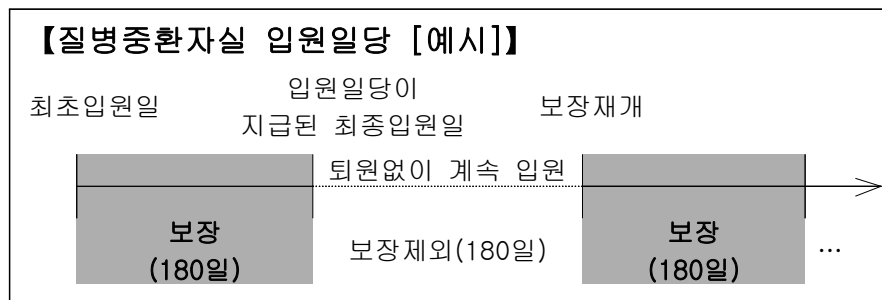 【질병중환자실 입원일당 [예시]】
최초입원일
입원일당이
지급된 최종입원일
보장재개
퇴원없이 계속 입원
보장
(180일)
보장제외(180일)
보장
(180일)
…